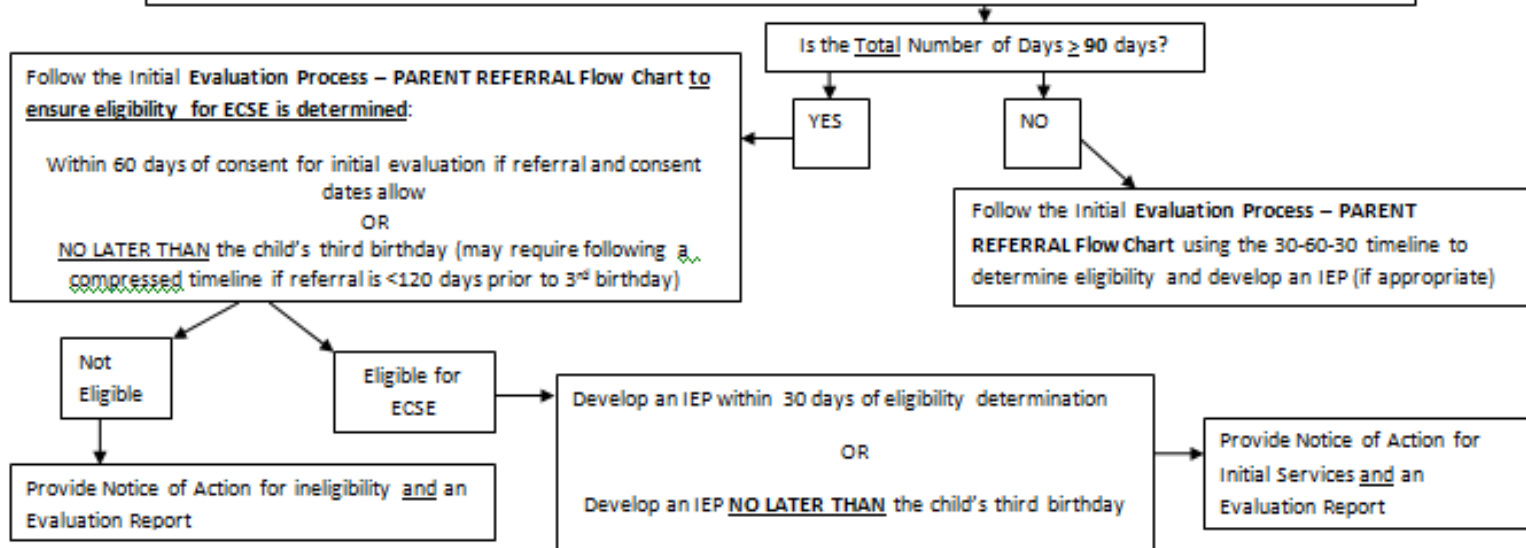 Is the Total Number of Days ≥ 90 days?
YES
NO
Follow the Initial Evaluation Process – PARENT REFERRAL Flow Chart to
ensure eligibility for ECSE is determined:
Within 60 days of consent for initial evaluation if referral and consent
dates allow
OR
NO LATER THAN the child's third birthday (may require following a
compressed timeline if referral is <120 days prior to 3rd birthday)
Follow the Initial Evaluation Process – PARENT
REFERRAL Flow Chart using the 30-60-30 timeline to
determine eligibility and develop an IEP (if appropriate)
Not
Eligible
Eligible for
ECSE
Develop an IEP within 30 days of eligibility determination
OR
Develop an IEP NO LATER THAN the child's third birthday
Provide Notice of Action for
Initial Services and an
Evaluation Report
Provide Notice of Action for ineligibility and an
Evaluation Report